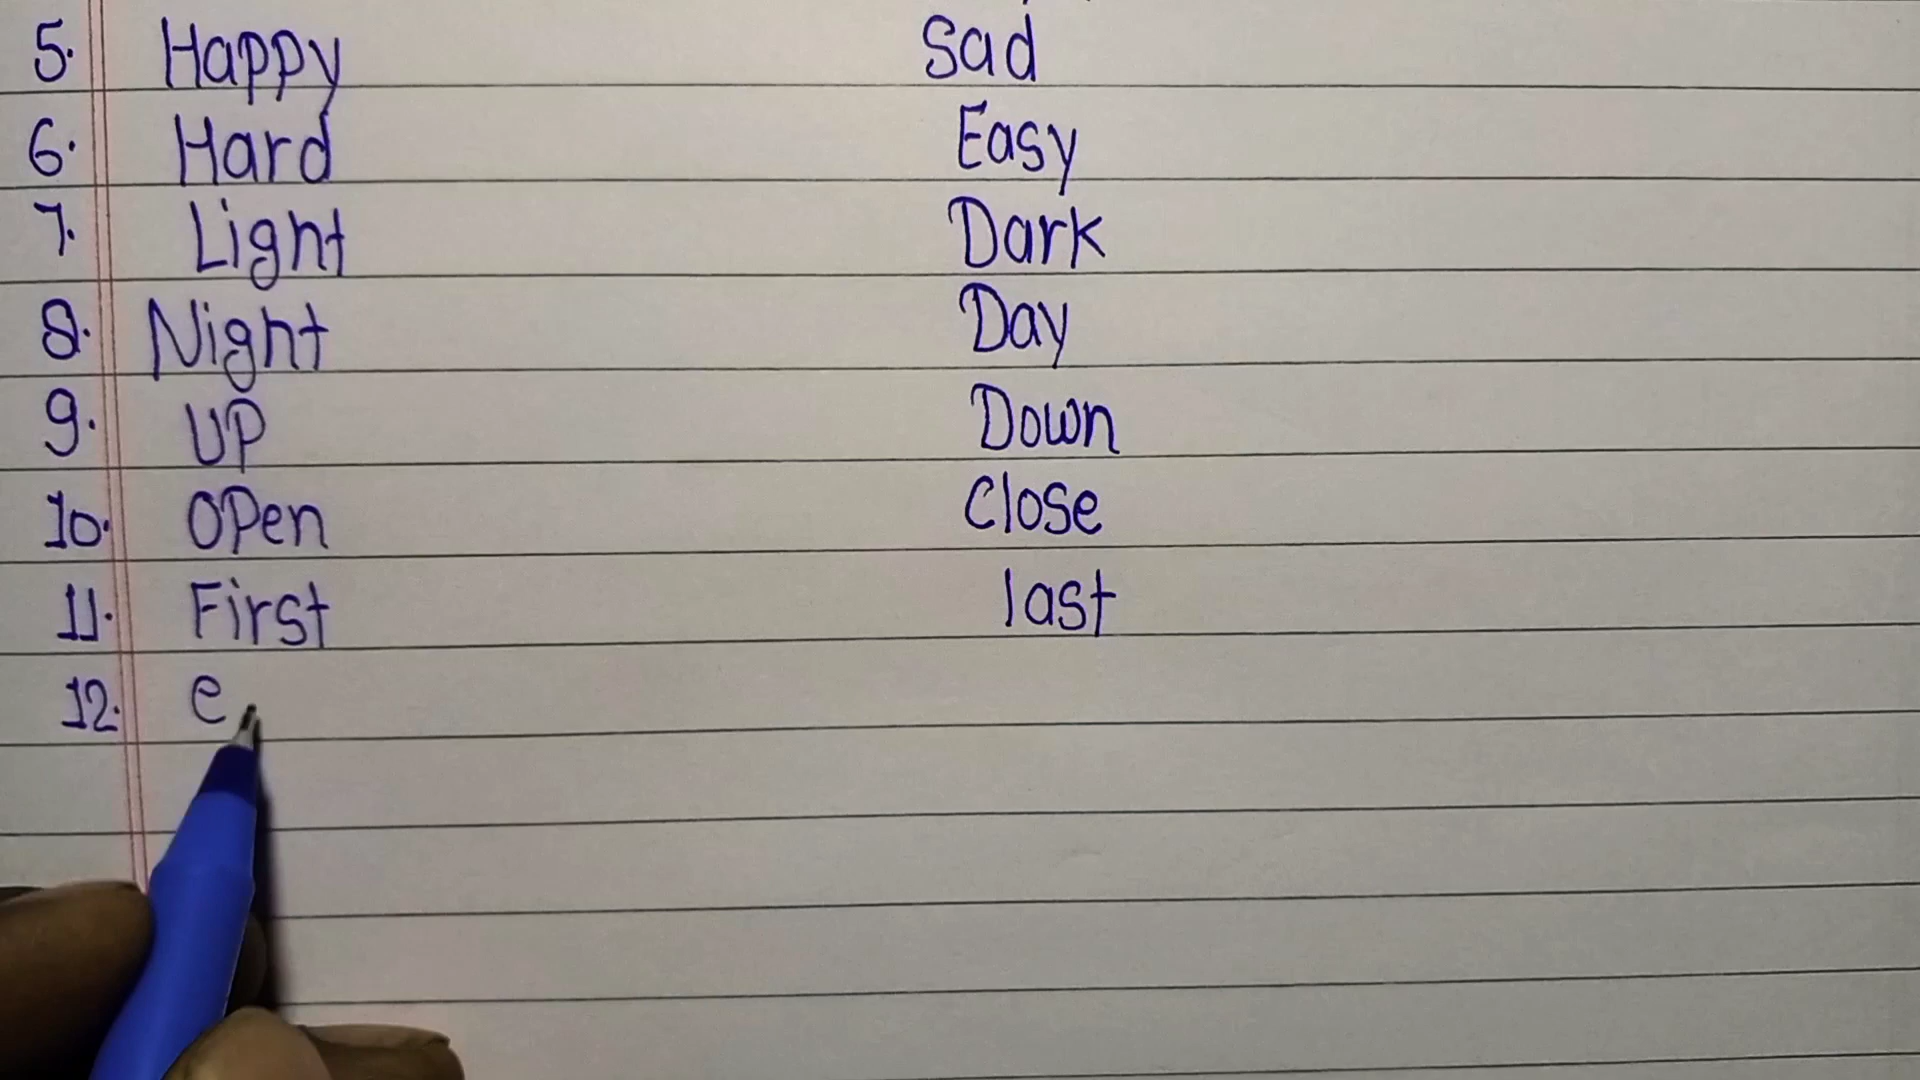 5. Happy Sad
6. Hard Easy
7. Light Dark
8. Night Day
9. UP Down
10. OPen Close
11. First last
12. e